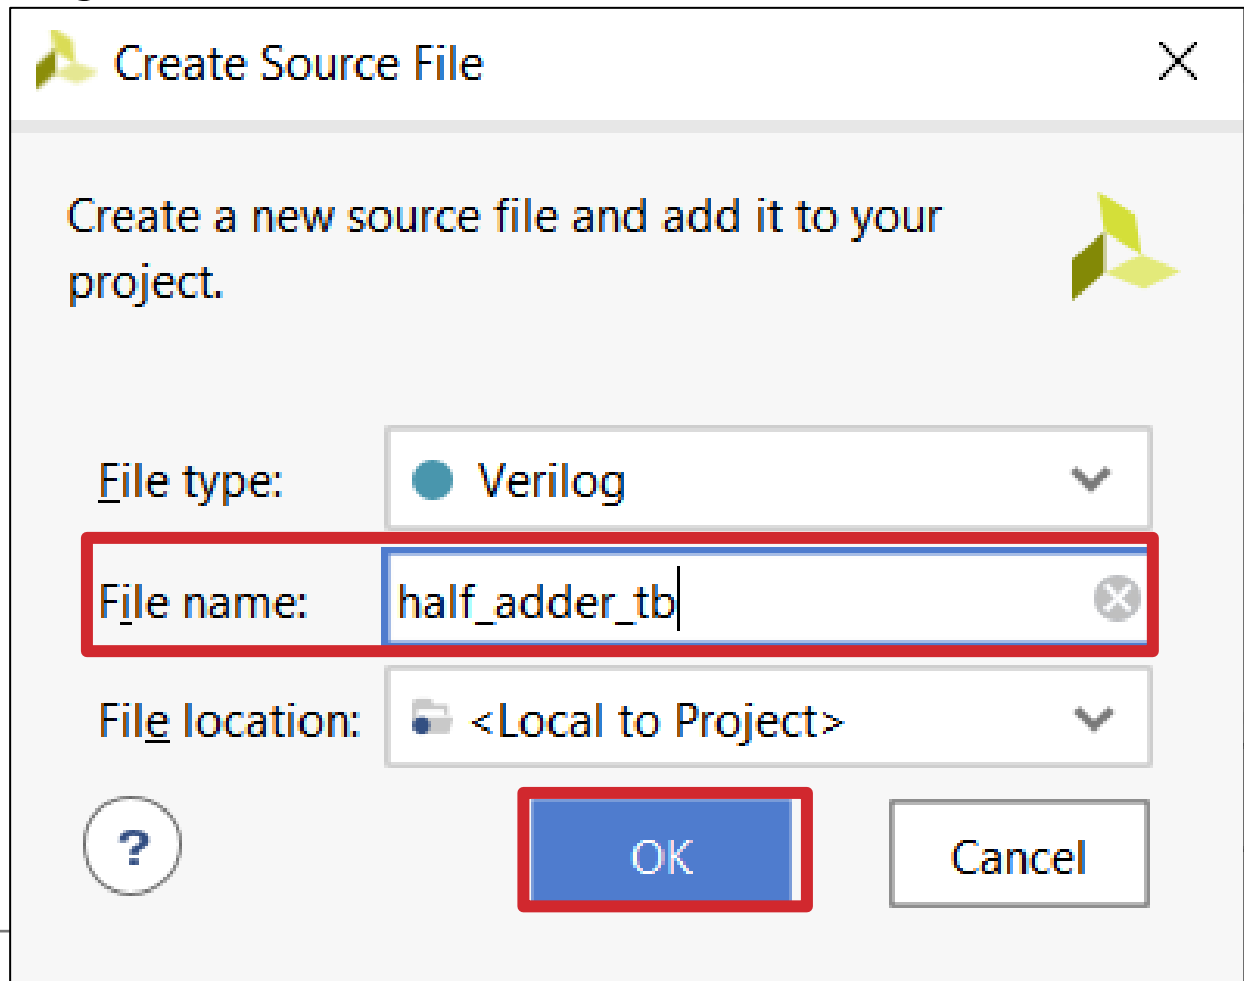 Create Source File
Create a new source file and add it to your
project.
File type: Verilog
File name: half_adder_tb
File location: <Local to Project>
? OK Cancel